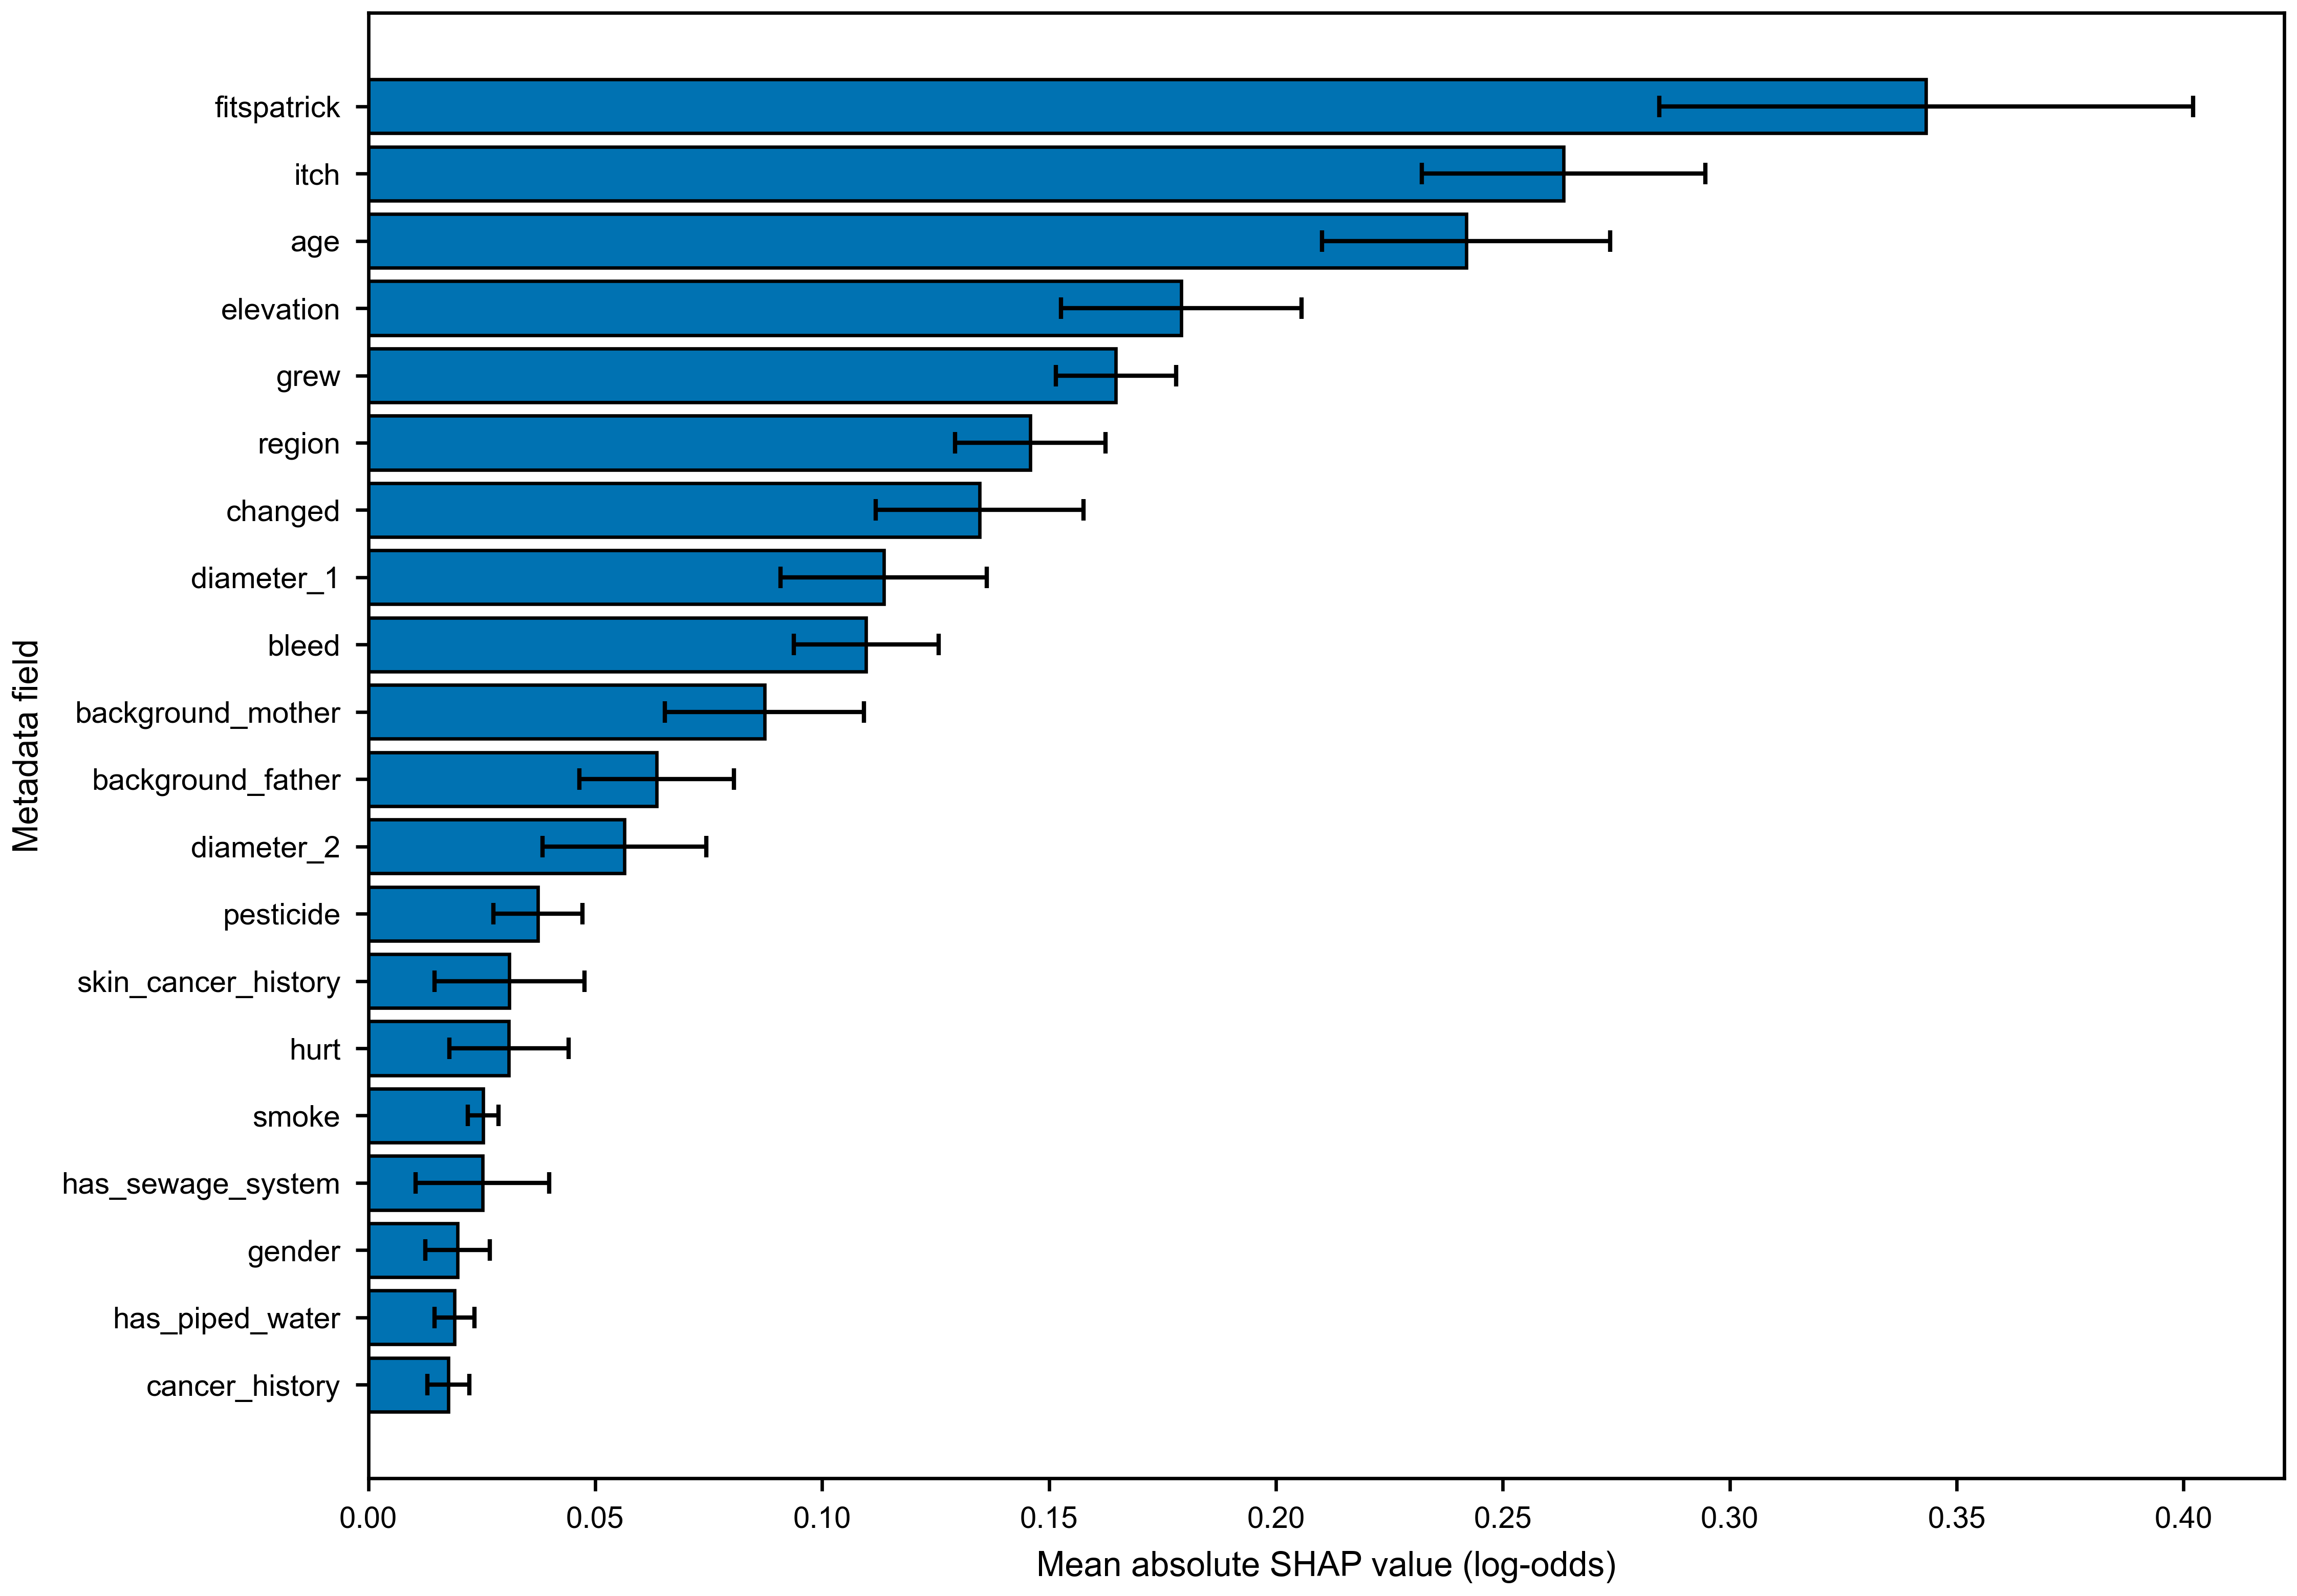 fitspatrick
itch
age
elevation
grew
region
changed
diameter_1
bleed
background_mother
background_father
diameter_2
pesticide
skin_cancer_history
hurt
smoke
has_sewage_system
gender
has_piped_water
cancer_history
Metadata field
0.00 0.05 0.10 0.15 0.20 0.25 0.30 0.35 0.40
Mean absolute SHAP value (log-odds)